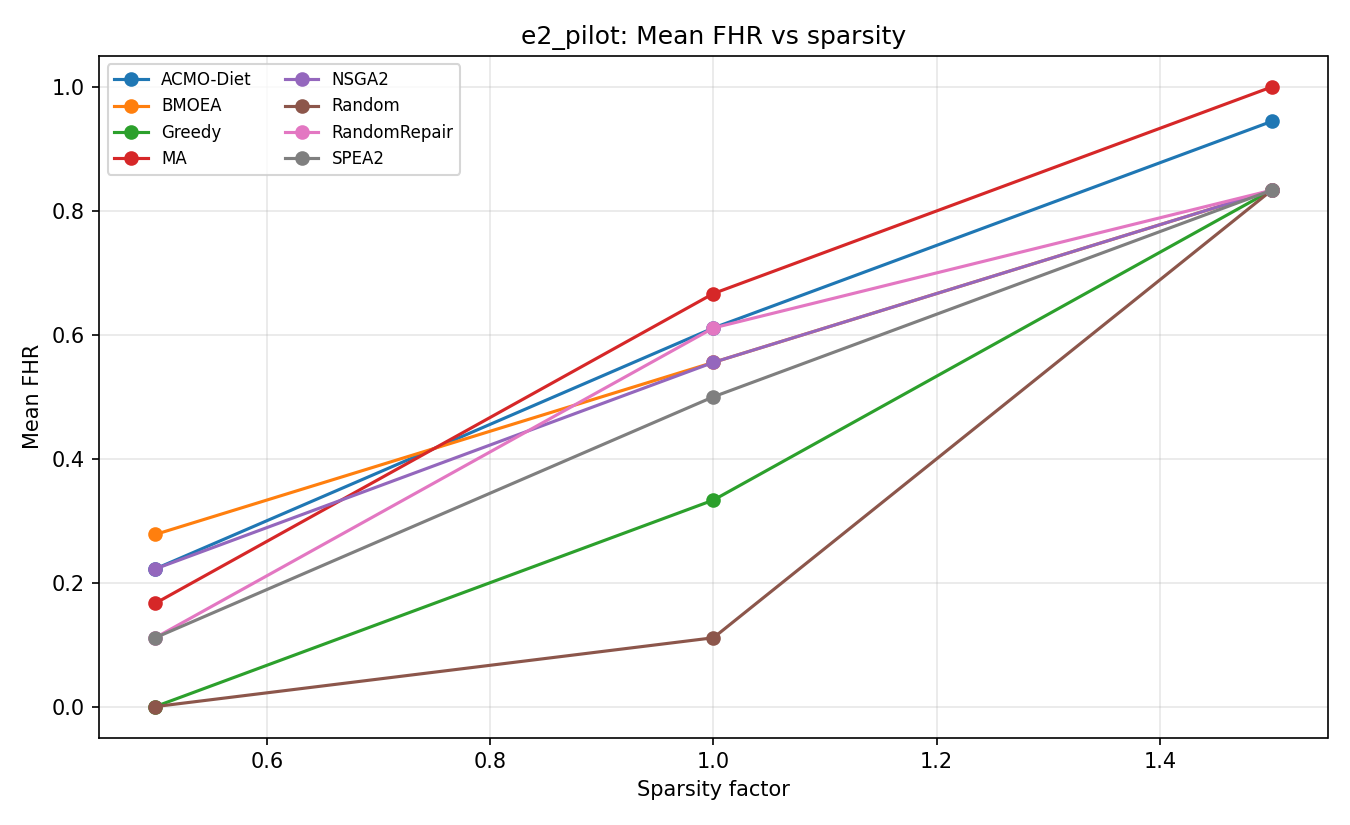 e2_pilot: Mean FHR vs sparsity
ACMO-Diet
BMOEA
Greedy
MA
NSGA2
Random
RandomRepair
SPEA2
Mean FHR
1.0
0.8
0.6
0.4
0.2
0.0
0.6 0.8 1.0 1.2 1.4
Sparsity factor